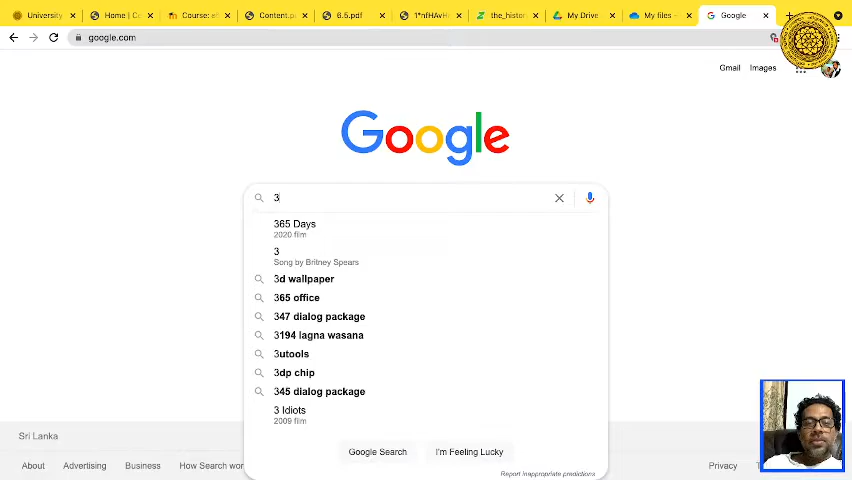 University
Home | C
Course: e
Content.p
6.5.pdf
1*nfHAvH
the_histor
My Drive
My files -
Google
google.com
Gmail
Images
Google
3
365 Days
2020 film
3
Song by Britney Spears
3d wallpaper
365 office
347 dialog package
3194 lagna wasana
3utools
3dp chip
345 dialog package
3 Idiots
2009 film
Google Search
I'm Feeling Lucky
Report inappropriate predictions
Sri Lanka
About
Advertising
Business
How Search wor
Privacy